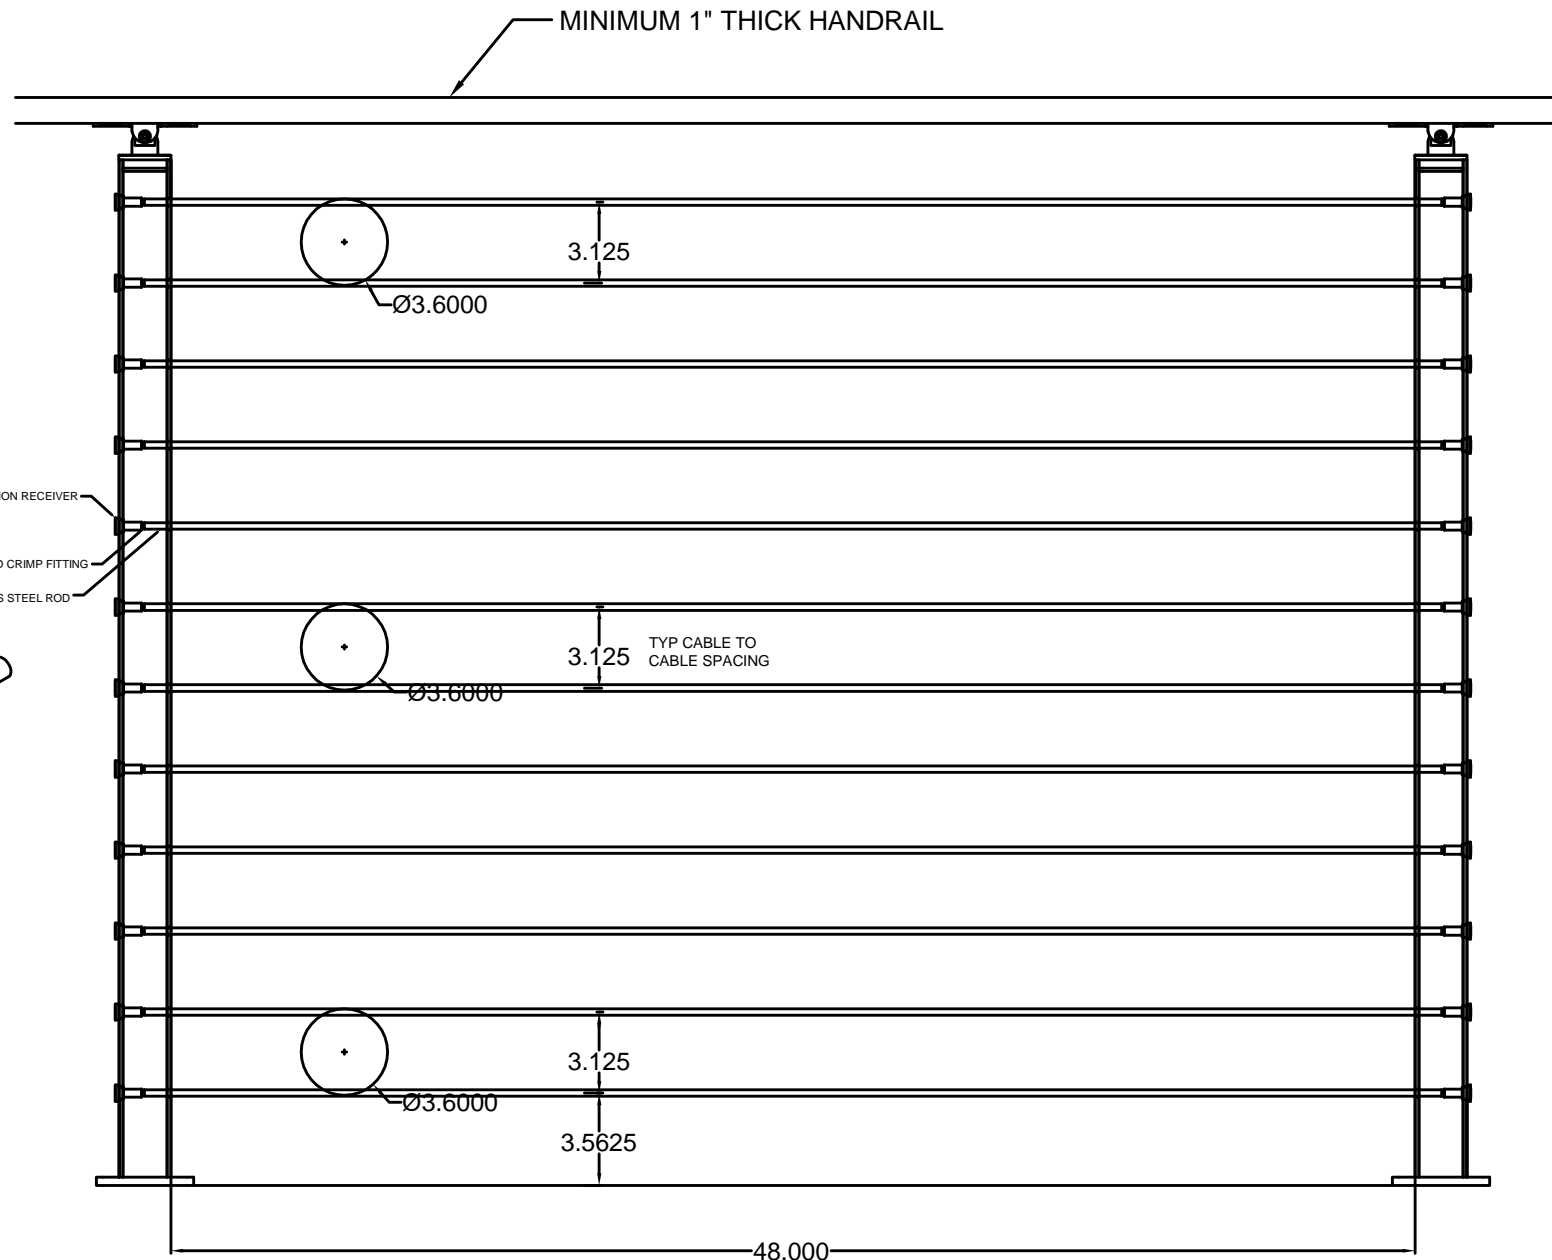 MINIMUM 1" THICK HANDRAIL
3.125
Ø3.6000
ON RECEIVER
CRIMP FITTING
STEEL ROD
3.125
TYP CABLE TO
CABLE SPACING
Ø3.6000
3.125
Ø3.6000
3.5625
48.000